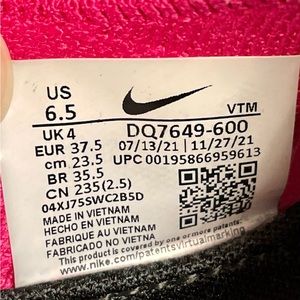 US
6.5 VTM
UK 4 DQ7649-600
EUR 37.5 07/13/21 | 11/27/21
cm 23.5 UPC 00195866959613
BR 35.5
CN 235(2.5)
04XJ75SWC2B5D
MADE IN VIETNAM
HECHO EN VIETNAM
FABRIQUE AU VIETNAM
FABRICADO NO VIETNAM
This product is covered by one or more patents:
www.nike.com/patentsvirtualmarking